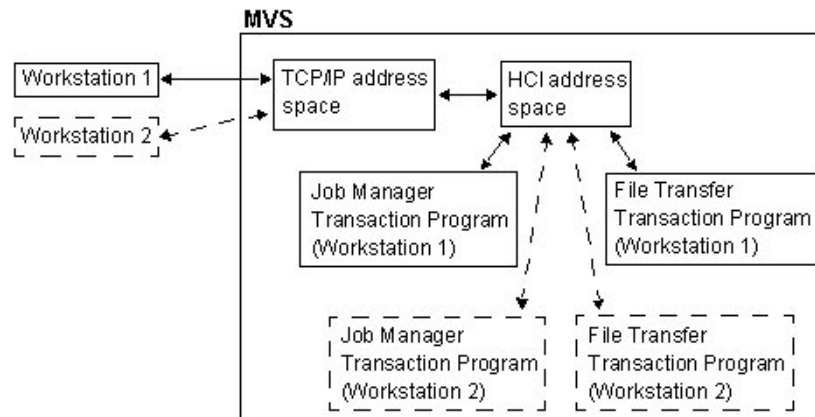 MVS
Workstation 1
TCP/IP address
space
HCI address
space
Workstation 2
Job Manager
Transaction Program
(Workstation 1)
File Transfer
Transaction Program
(Workstation 1)
Job Manager
Transaction Program
(Workstation 2)
File Transfer
Transaction Program
(Workstation 2)